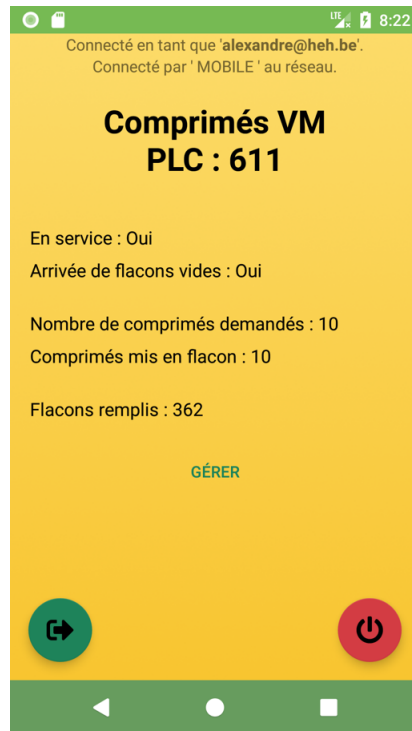 LTE 8:22
Connecté en tant que 'alexandre@heh.be'.
Connecté par ' MOBILE ' au réseau.
Comprimés VM
PLC : 611
En service : Oui
Arrivée de flacons vides : Oui
Nombre de comprimés demandés : 10
Comprimés mis en flacon : 10
Flacons remplis : 362
GÉRER